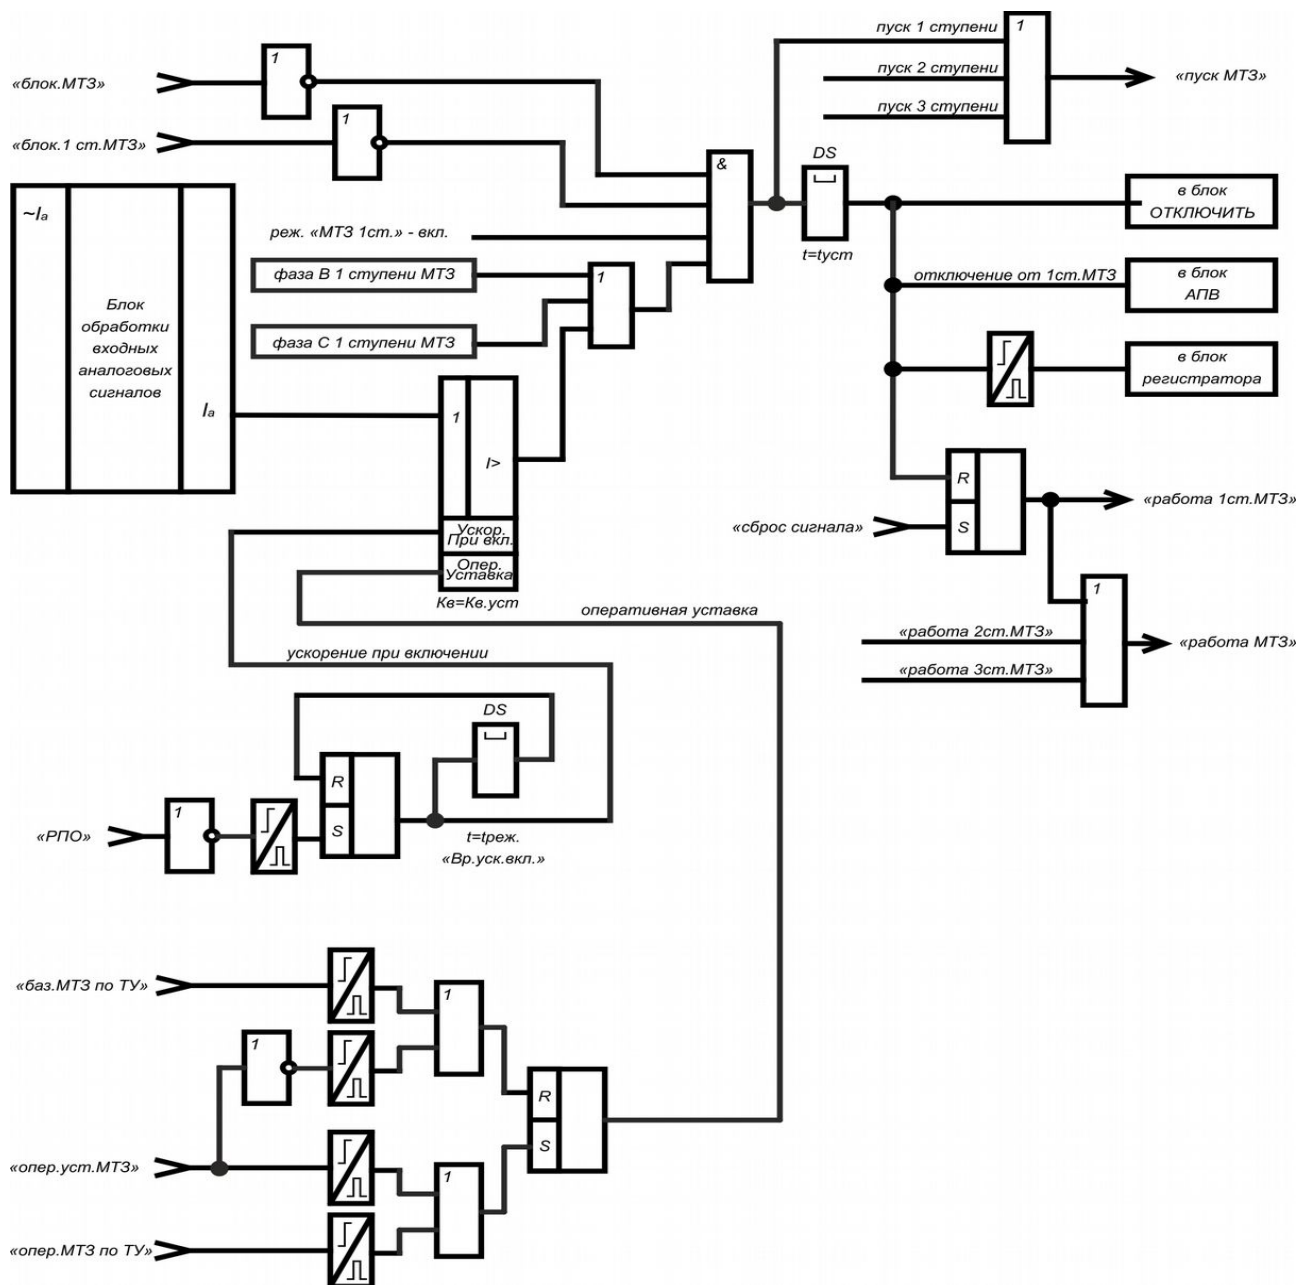 пуск 1 ступени
1
1
«блок.МТЗ»
пуск 2 ступени
«пуск МТЗ»
пуск 3 ступени
1
«блок.1 ст.МТЗ»
&
DS
~Iа
Iа
Блок
обработки
входных
аналоговых
сигналов
в блок
ОТКЛЮЧИТЬ
реж. «МТЗ 1ст.» - вкл.
t=tуст
фаза В 1 ступени МТЗ
1
отключение от 1ст.МТЗ
в блок
АПВ
фаза С 1 ступени МТЗ
в блок
регистратора
1
I>
R
S
«работа 1ст.МТЗ»
«сброс сигнала»
Ускор.
При вкл.
Опер.
Уставка
Кв=Кв.уст
1
оперативная уставка
«работа 2ст.МТЗ»
«работа МТЗ»
ускорение при включении
«работа 3ст.МТЗ»
DS
R
1
S
«РПО»
t=tреж.
«Вр.уск.вкл.»
«баз.МТЗ по ТУ»
1
1
R
S
«опер.уст.МТЗ»
1
«опер.МТЗ по ТУ»